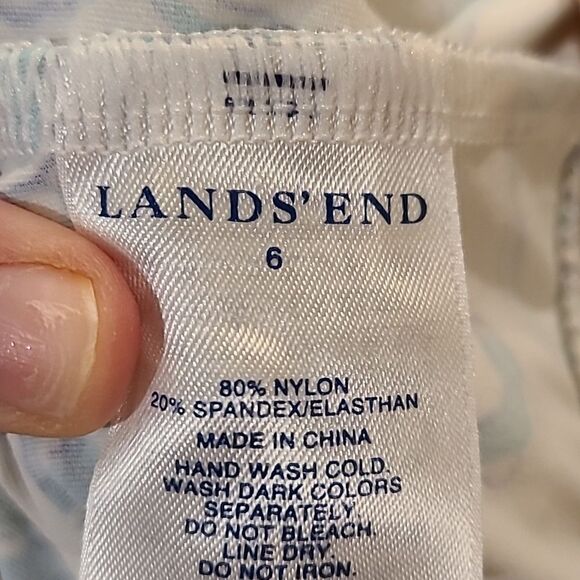 LANDS' END
6
80% NYLON
20% SPANDEX/ELASTHAN
MADE IN CHINA
HAND WASH COLD.
WASH DARK COLORS
SEPARATELY.
DO NOT BLEACH.
LINE DRY.
DO NOT IRON.